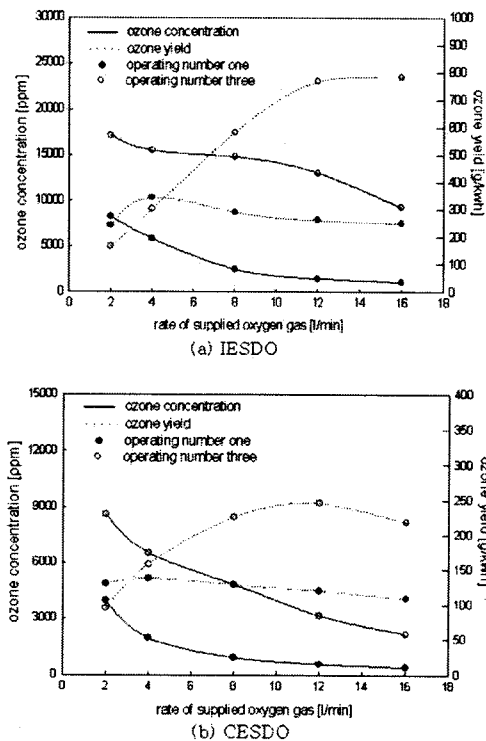 30000
25000
20000
15000
10000
5000
0
ozone concentration [ppm]
ozone concentration
ozone yield
operating number one
operating number three
1000
900
800
700
600
500
400
300
200
100
0
ozone yield [g/kwh]
0 2 4 6 8 10 12 14 16 18
rate of supplied oxygen gas [l/min]
(a) IESDO
15000
12000
9000
6000
3000
0
ozone concentration [ppm]
ozone concentration
ozone yield
operating number one
operating number three
400
350
300
250
200
150
100
50
0
ozone yield [g/kwh]
0 2 4 6 8 10 12 14 16 18
rate of supplied oxygen gas [l/min]
(b) CESDO